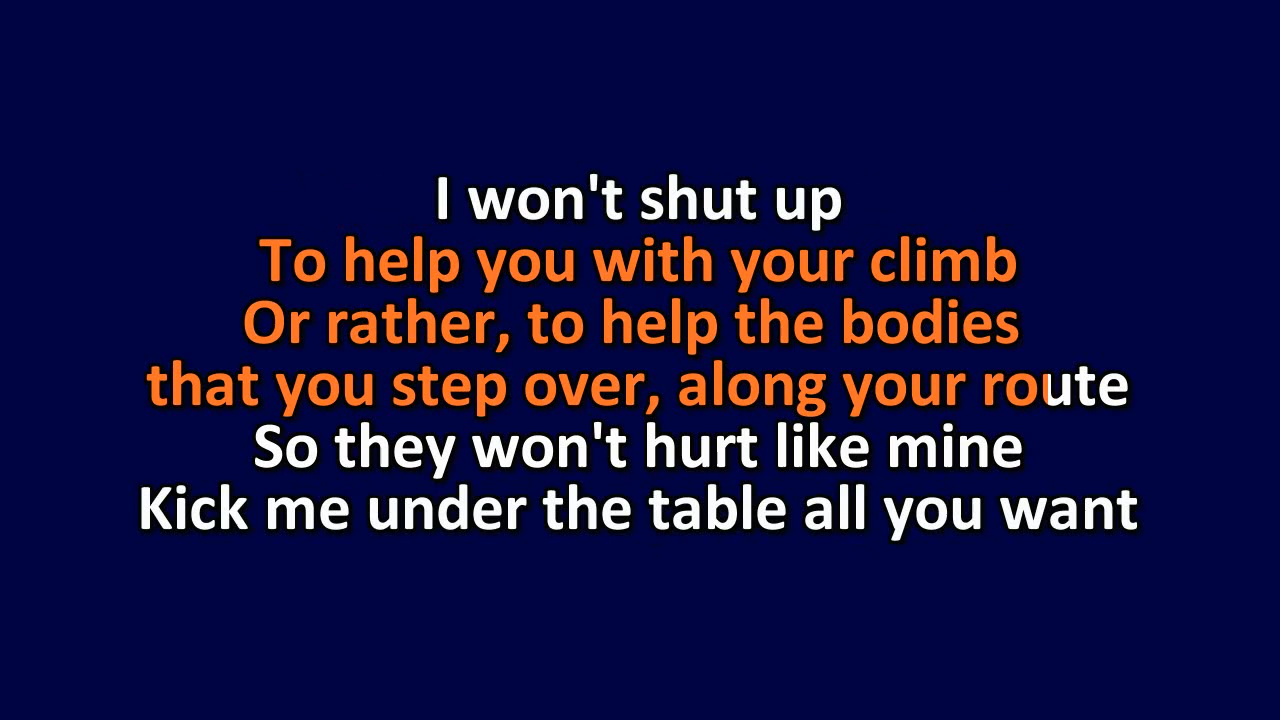 I won't shut up
To help you with your climb
Or rather, to help the bodies
that you step over, along your route
So they won't hurt like mine
Kick me under the table all you want